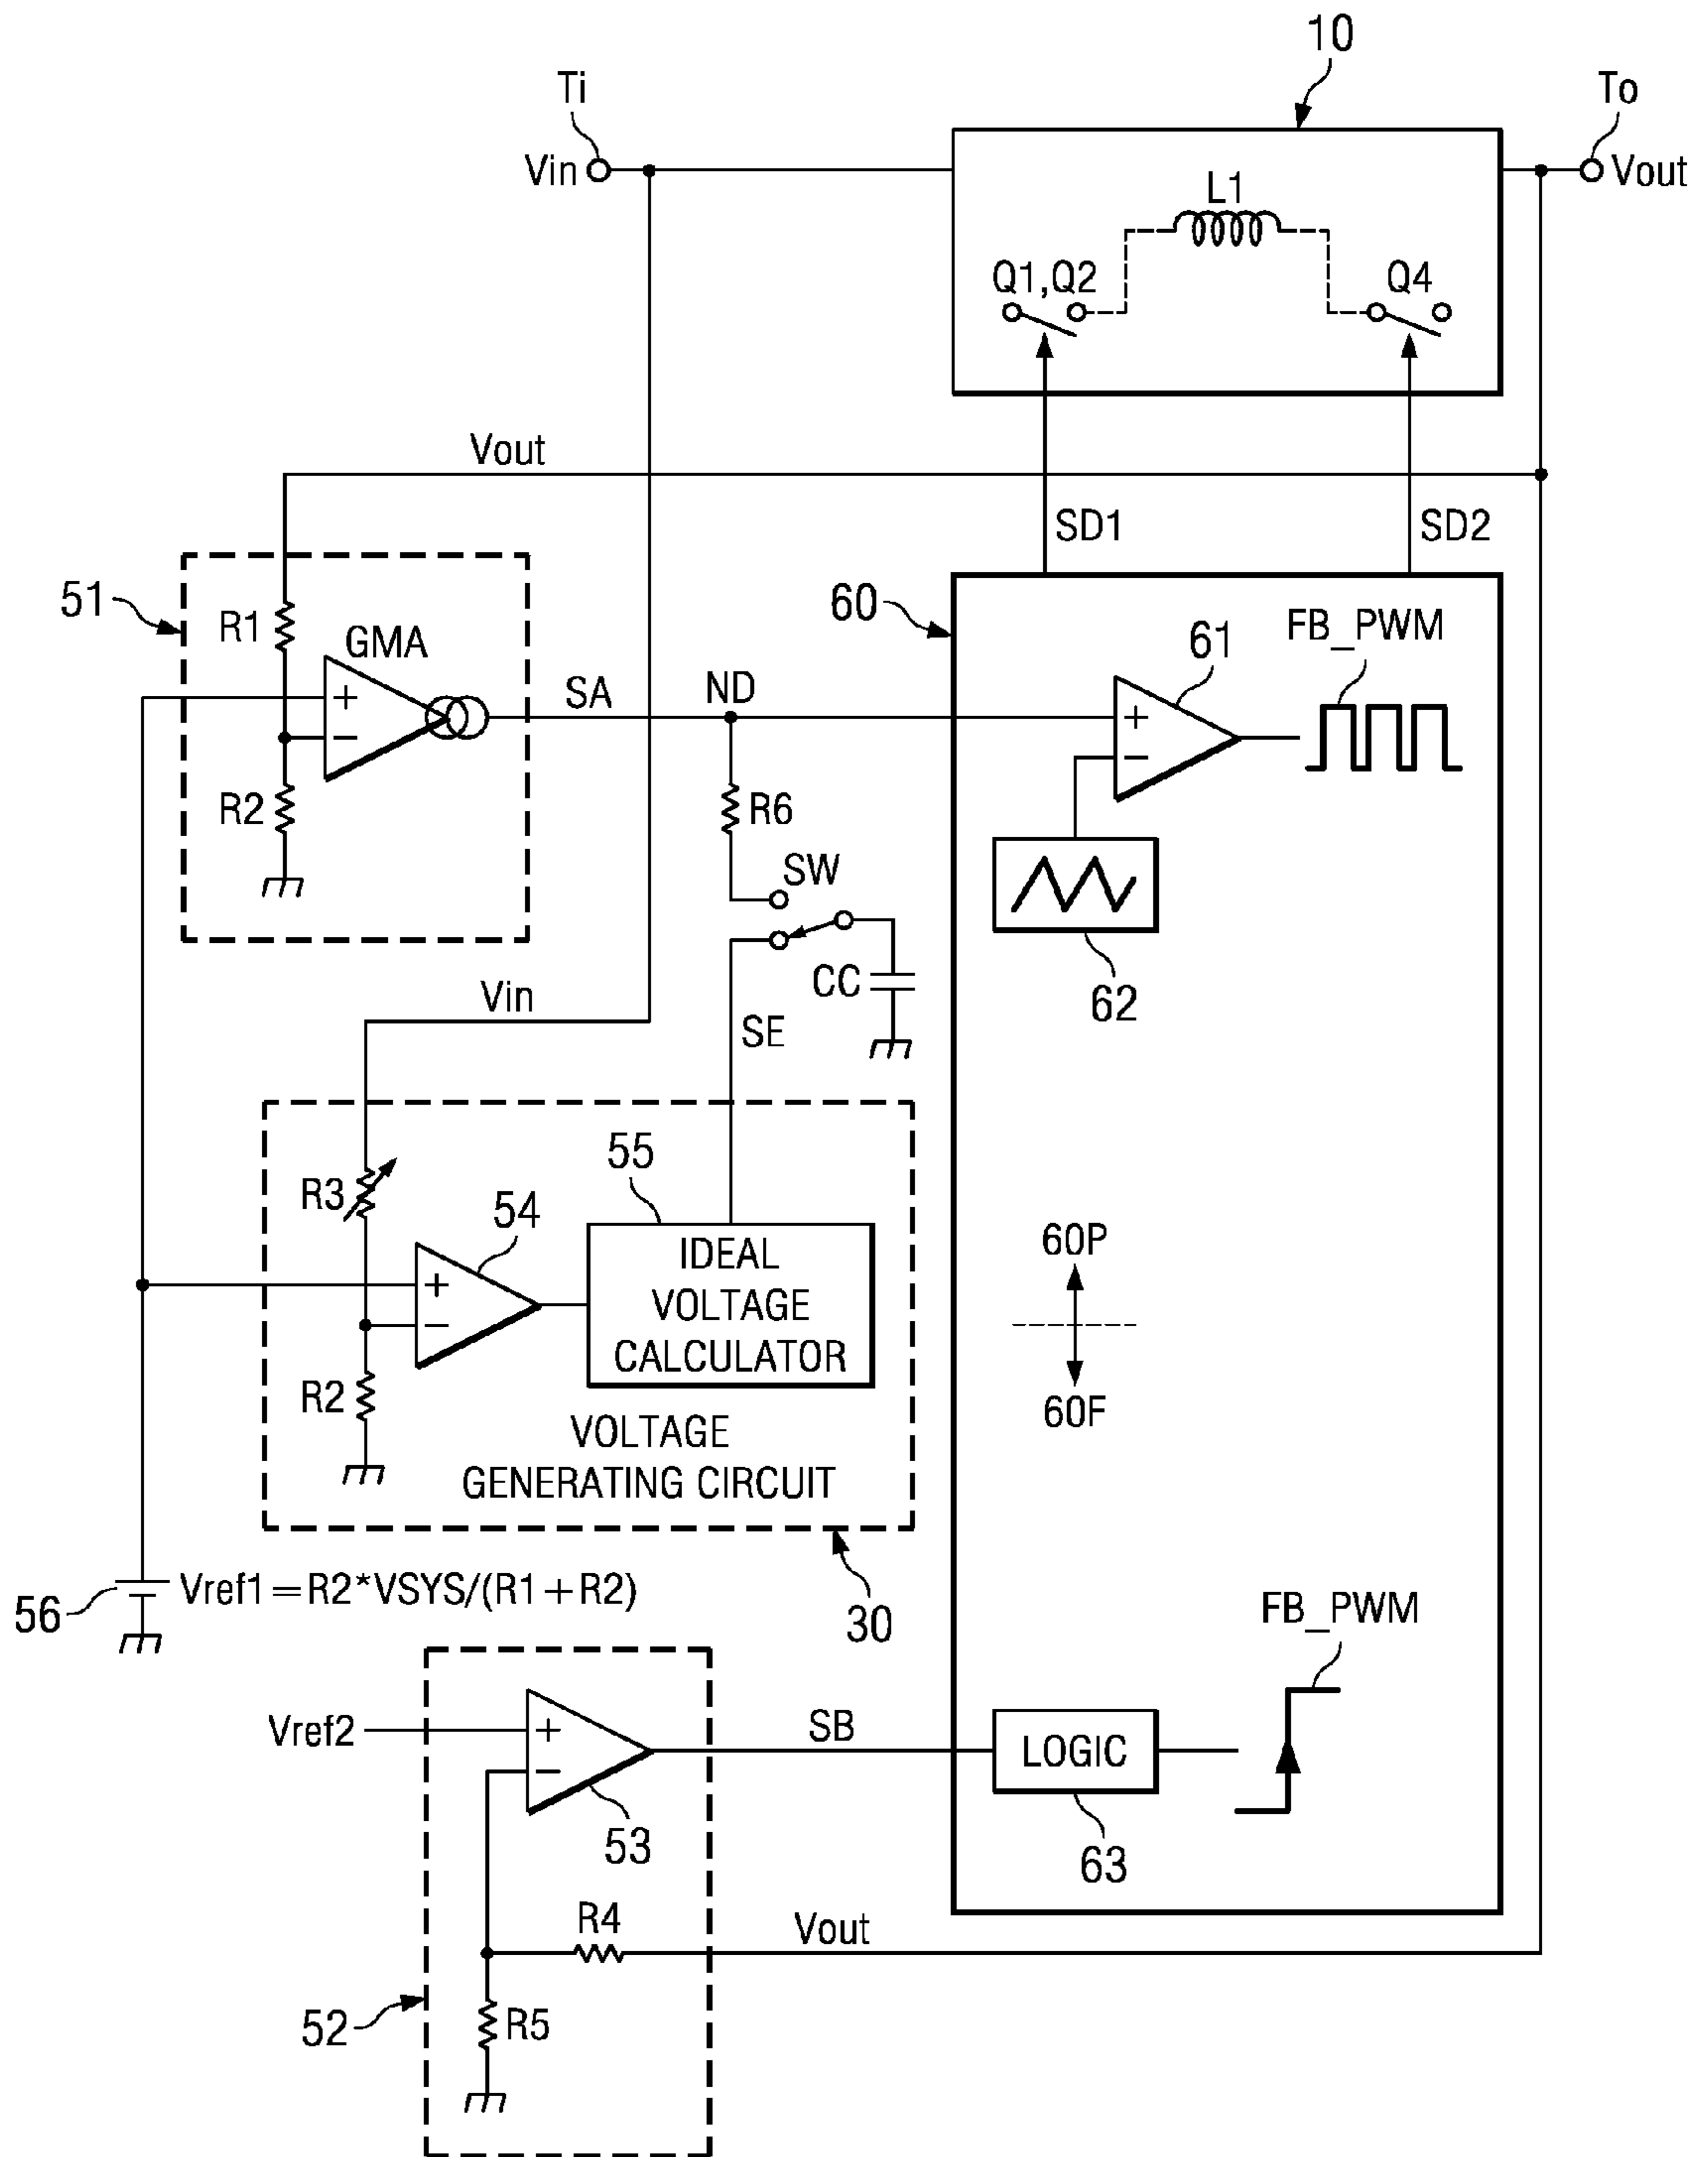 10
Ti
To
Vin
Vout
L1
Q1,Q2
Q4
Vout
SD1
SD2
51
60
R1
GMA
FB_PWM
61
+
−
SA
ND
+
−
R2
R6
SW
62
CC
Vin
SE
55
R3
54
IDEAL
VOLTAGE
CALCULATOR
+
−
60P
60F
R2
VOLTAGE
GENERATING CIRCUIT
56
Vref1=R2*VSYS/(R1+R2)
30
FB_PWM
Vref2
+
−
SB
LOGIC
53
63
R4
Vout
52
R5